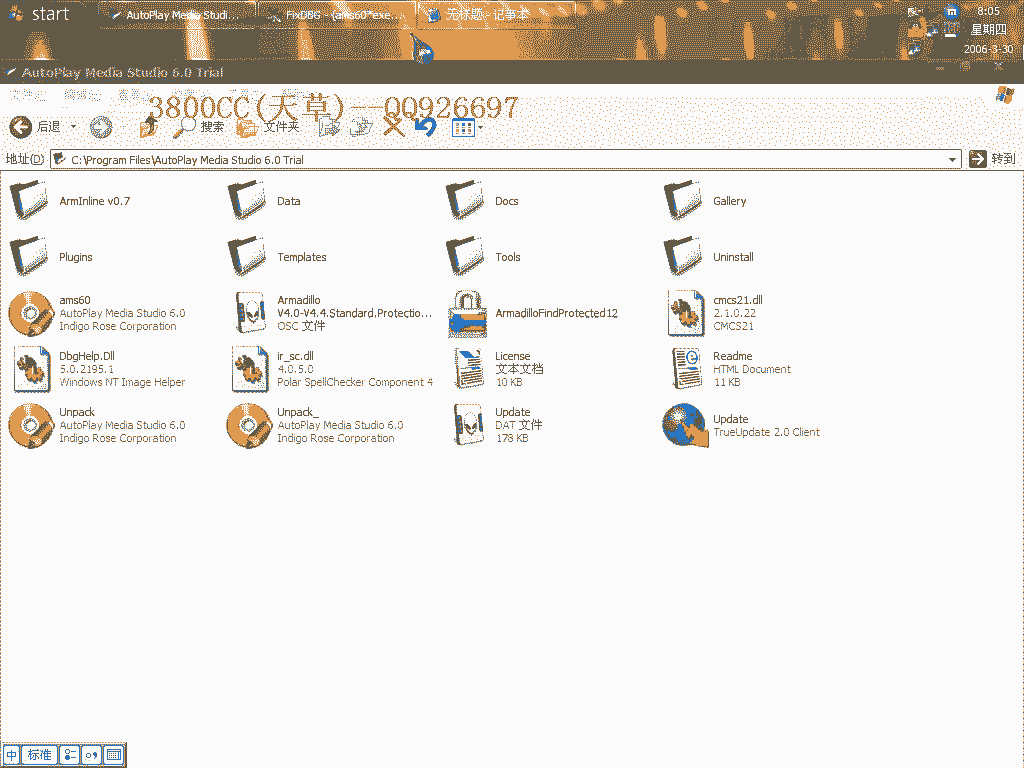 start
AutoPlay Media Studi...
FixDBG - [ams60*exe...
无标题 - 记事本
8:05
星期四
2006-3-30
AutoPlay Media Studio 6.0 Trial
3800CC(天草)--QQ926697
后退
搜索
文件夹
地址(D)
C:\Program Files\AutoPlay Media Studio 6.0 Trial
转到
ArmInline v0.7
Data
Docs
Gallery
Plugins
Templates
Tools
Uninstall
ams60
AutoPlay Media Studio 6.0
Indigo Rose Corporation
Armadillo
V4.0-V4.4.Standard.Protectio...
OSC 文件
ArmadilloFindProtected12
cmcs21.dll
2.1.0.22
CMCS21
DbgHelp.Dll
5.0.2195.1
Windows NT Image Helper
ir_sc.dll
4.0.5.0
Polar SpellChecker Component 4
License
文本文档
10 KB
Readme
HTML Document
11 KB
Unpack
AutoPlay Media Studio 6.0
Indigo Rose Corporation
Unpack_
AutoPlay Media Studio 6.0
Indigo Rose Corporation
Update
DAT 文件
178 KB
Update
TrueUpdate 2.0 Client
中
标准